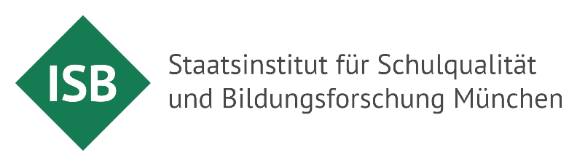 ISB
Staatsinstitut für Schulqualität
und Bildungsforschung München